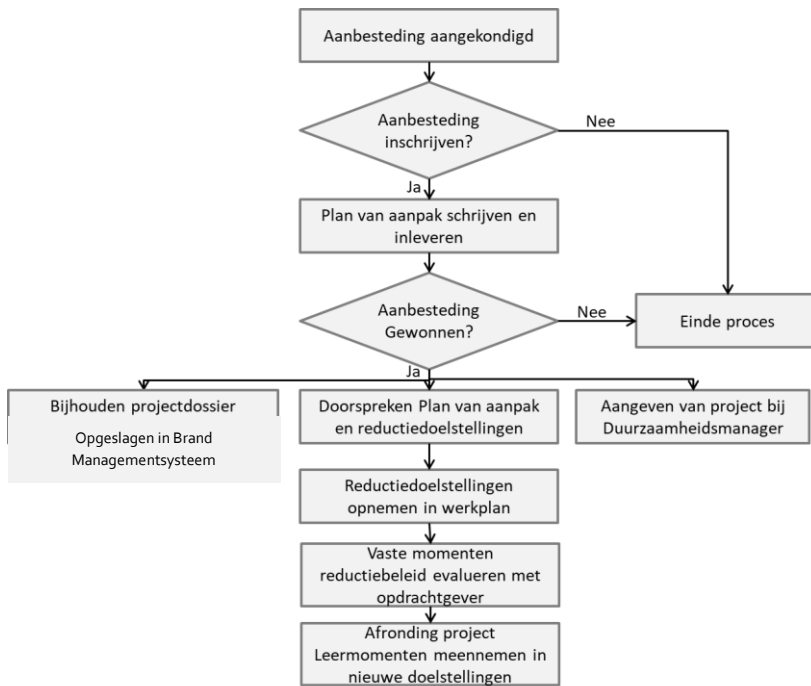 Aanbesteding aangekondigd
Aanbesteding
inschrijven?
Nee
Ja
Plan van aanpak schrijven en
inleveren
Aanbesteding
Gewonnen?
Nee
Einde proces
Ja
Bijhouden projectdossier
Opgeslagen in Brand
Managementsysteem
Doorspreken Plan van aanpak
en reductiedoelstellingen
Aangeven van project bij
Duurzaamheidsmanager
Reductiedoelstellingen
opnemen in werkplan
Vaste momenten
reductiebeleid evalueren met
opdrachtgever
Afronding project
Leermomenten meennemen in
nieuwe doelstellingen